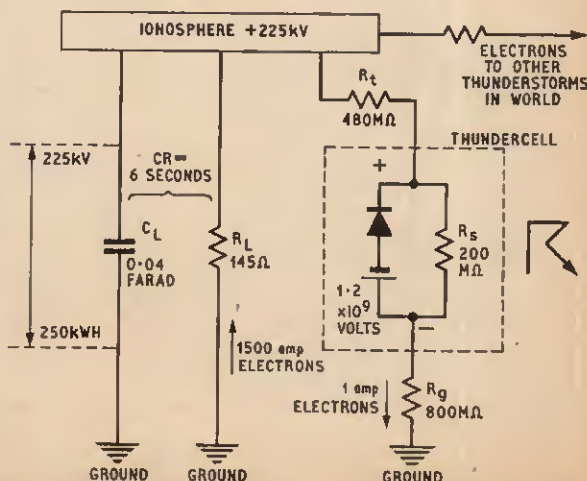 IONOSPHERE +225kV
ELECTRONS
TO OTHER
THUNDERSTORMS
IN WORLD
Rt
480MΩ
THUNDERCELL
225kV
CR=
6 SECONDS
CL
0·04
FARAD
RL
145Ω
+
Rs
200
MΩ
1·2
×10⁹
VOLTS
−
250kWH
1500 amp
ELECTRONS
1 amp
ELECTRONS
Rg
800MΩ
GROUND
GROUND
GROUND